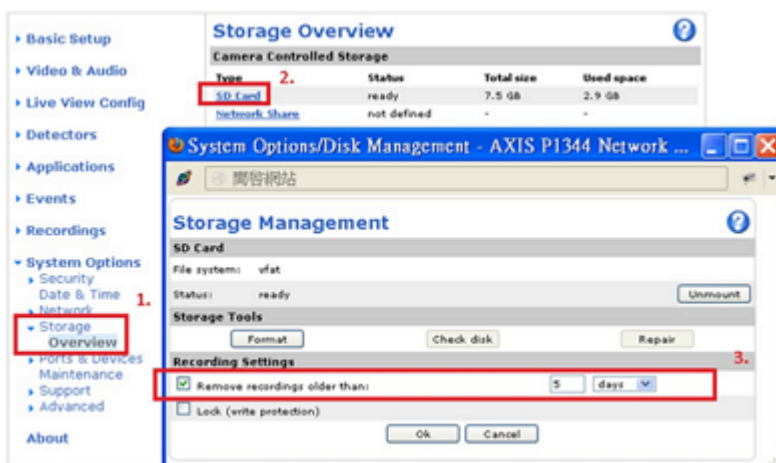 Basic Setup
Video & Audio
Live View Config
Detectors
Applications
Events
Recordings
System Options
Security
Date & Time
Network
1.
Storage
Overview
Ports & Devices
Maintenance
Support
Advanced
About
Storage Overview
Camera Controlled Storage
Type Status Total size Used space
2.
SD Card ready 7.5 GB 2.9 GB
Network Share not defined - -
System Options/Disk Management - AXIS P1344 Network ...
開啓網站
Storage Management
SD Card
File system: vfat
Status: ready Unmount
Storage Tools
Format Check disk Repair
Recording Settings
3.
Remove recordings older than: 5 days
Lock (write protection)
Ok Cancel